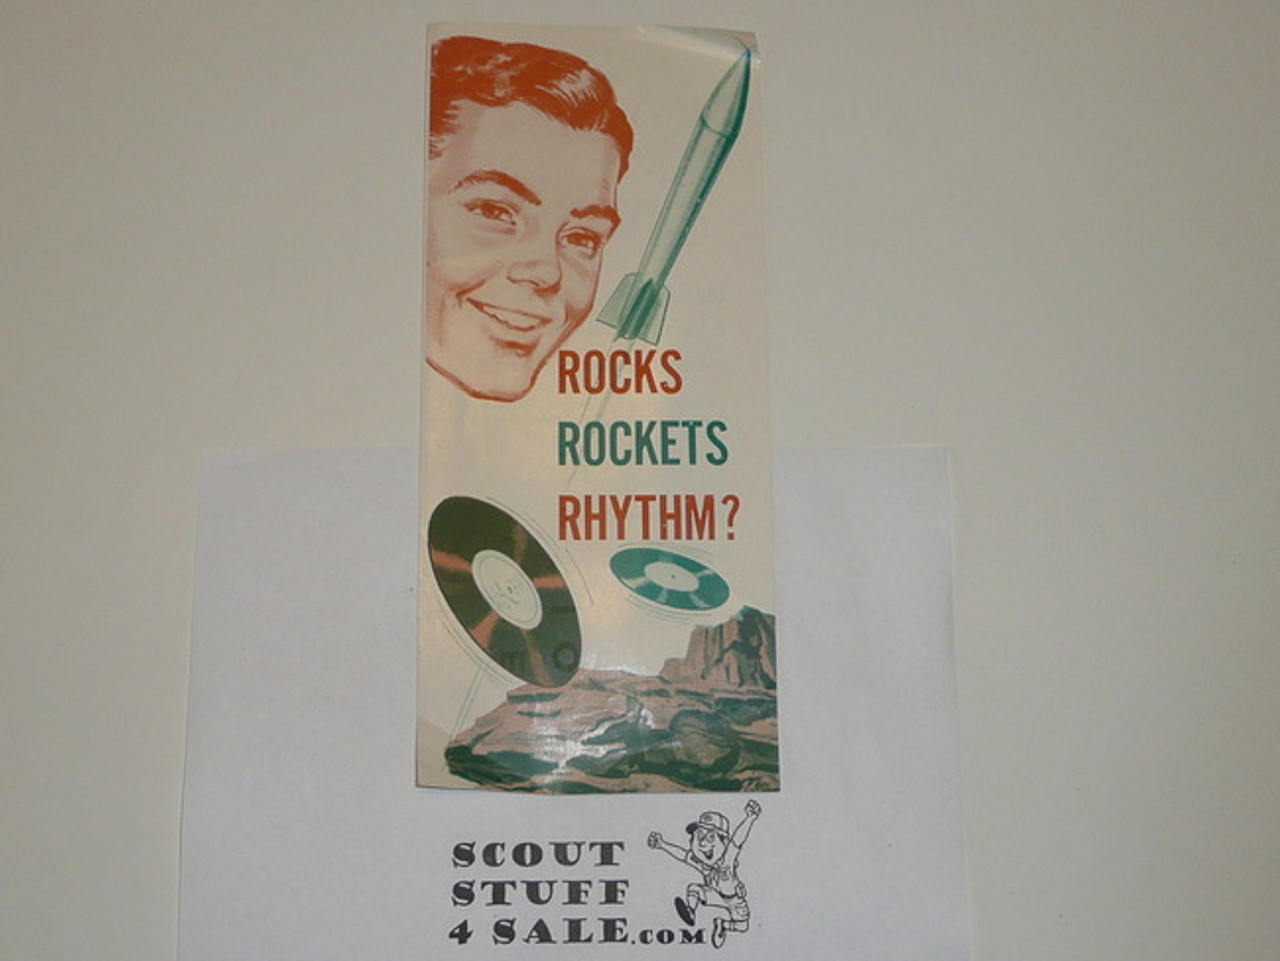 ROCKS
ROCKETS
RHYTHM?
SCOUT
STUFF
4 SALE.COM